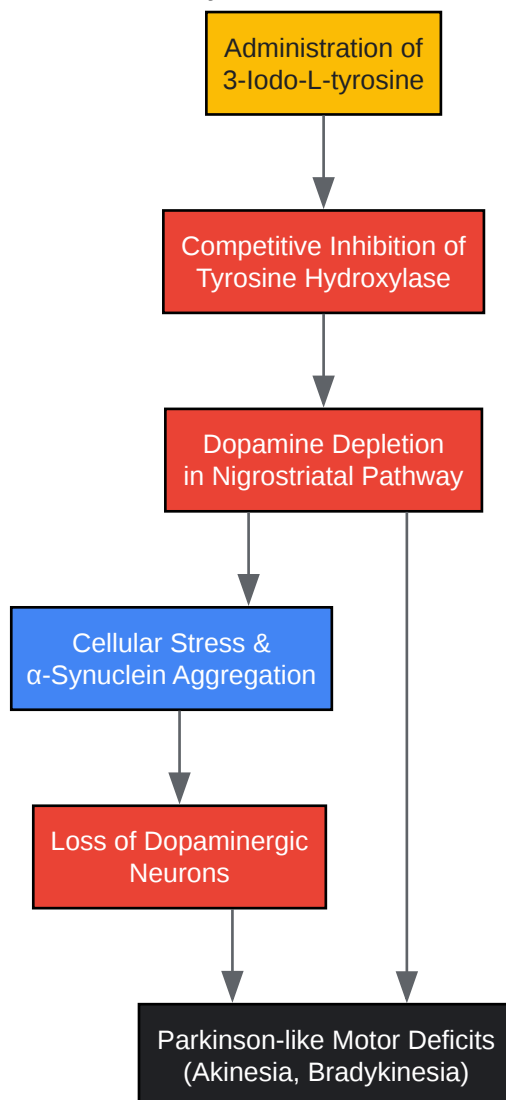 Administration of
3-Iodo-L-tyrosine
Competitive Inhibition of
Tyrosine Hydroxylase
Dopamine Depletion
in Nigrostriatal Pathway
Cellular Stress &
α-Synuclein Aggregation
Loss of Dopaminergic
Neurons
Parkinson-like Motor Deficits
(Akinesia, Bradykinesia)